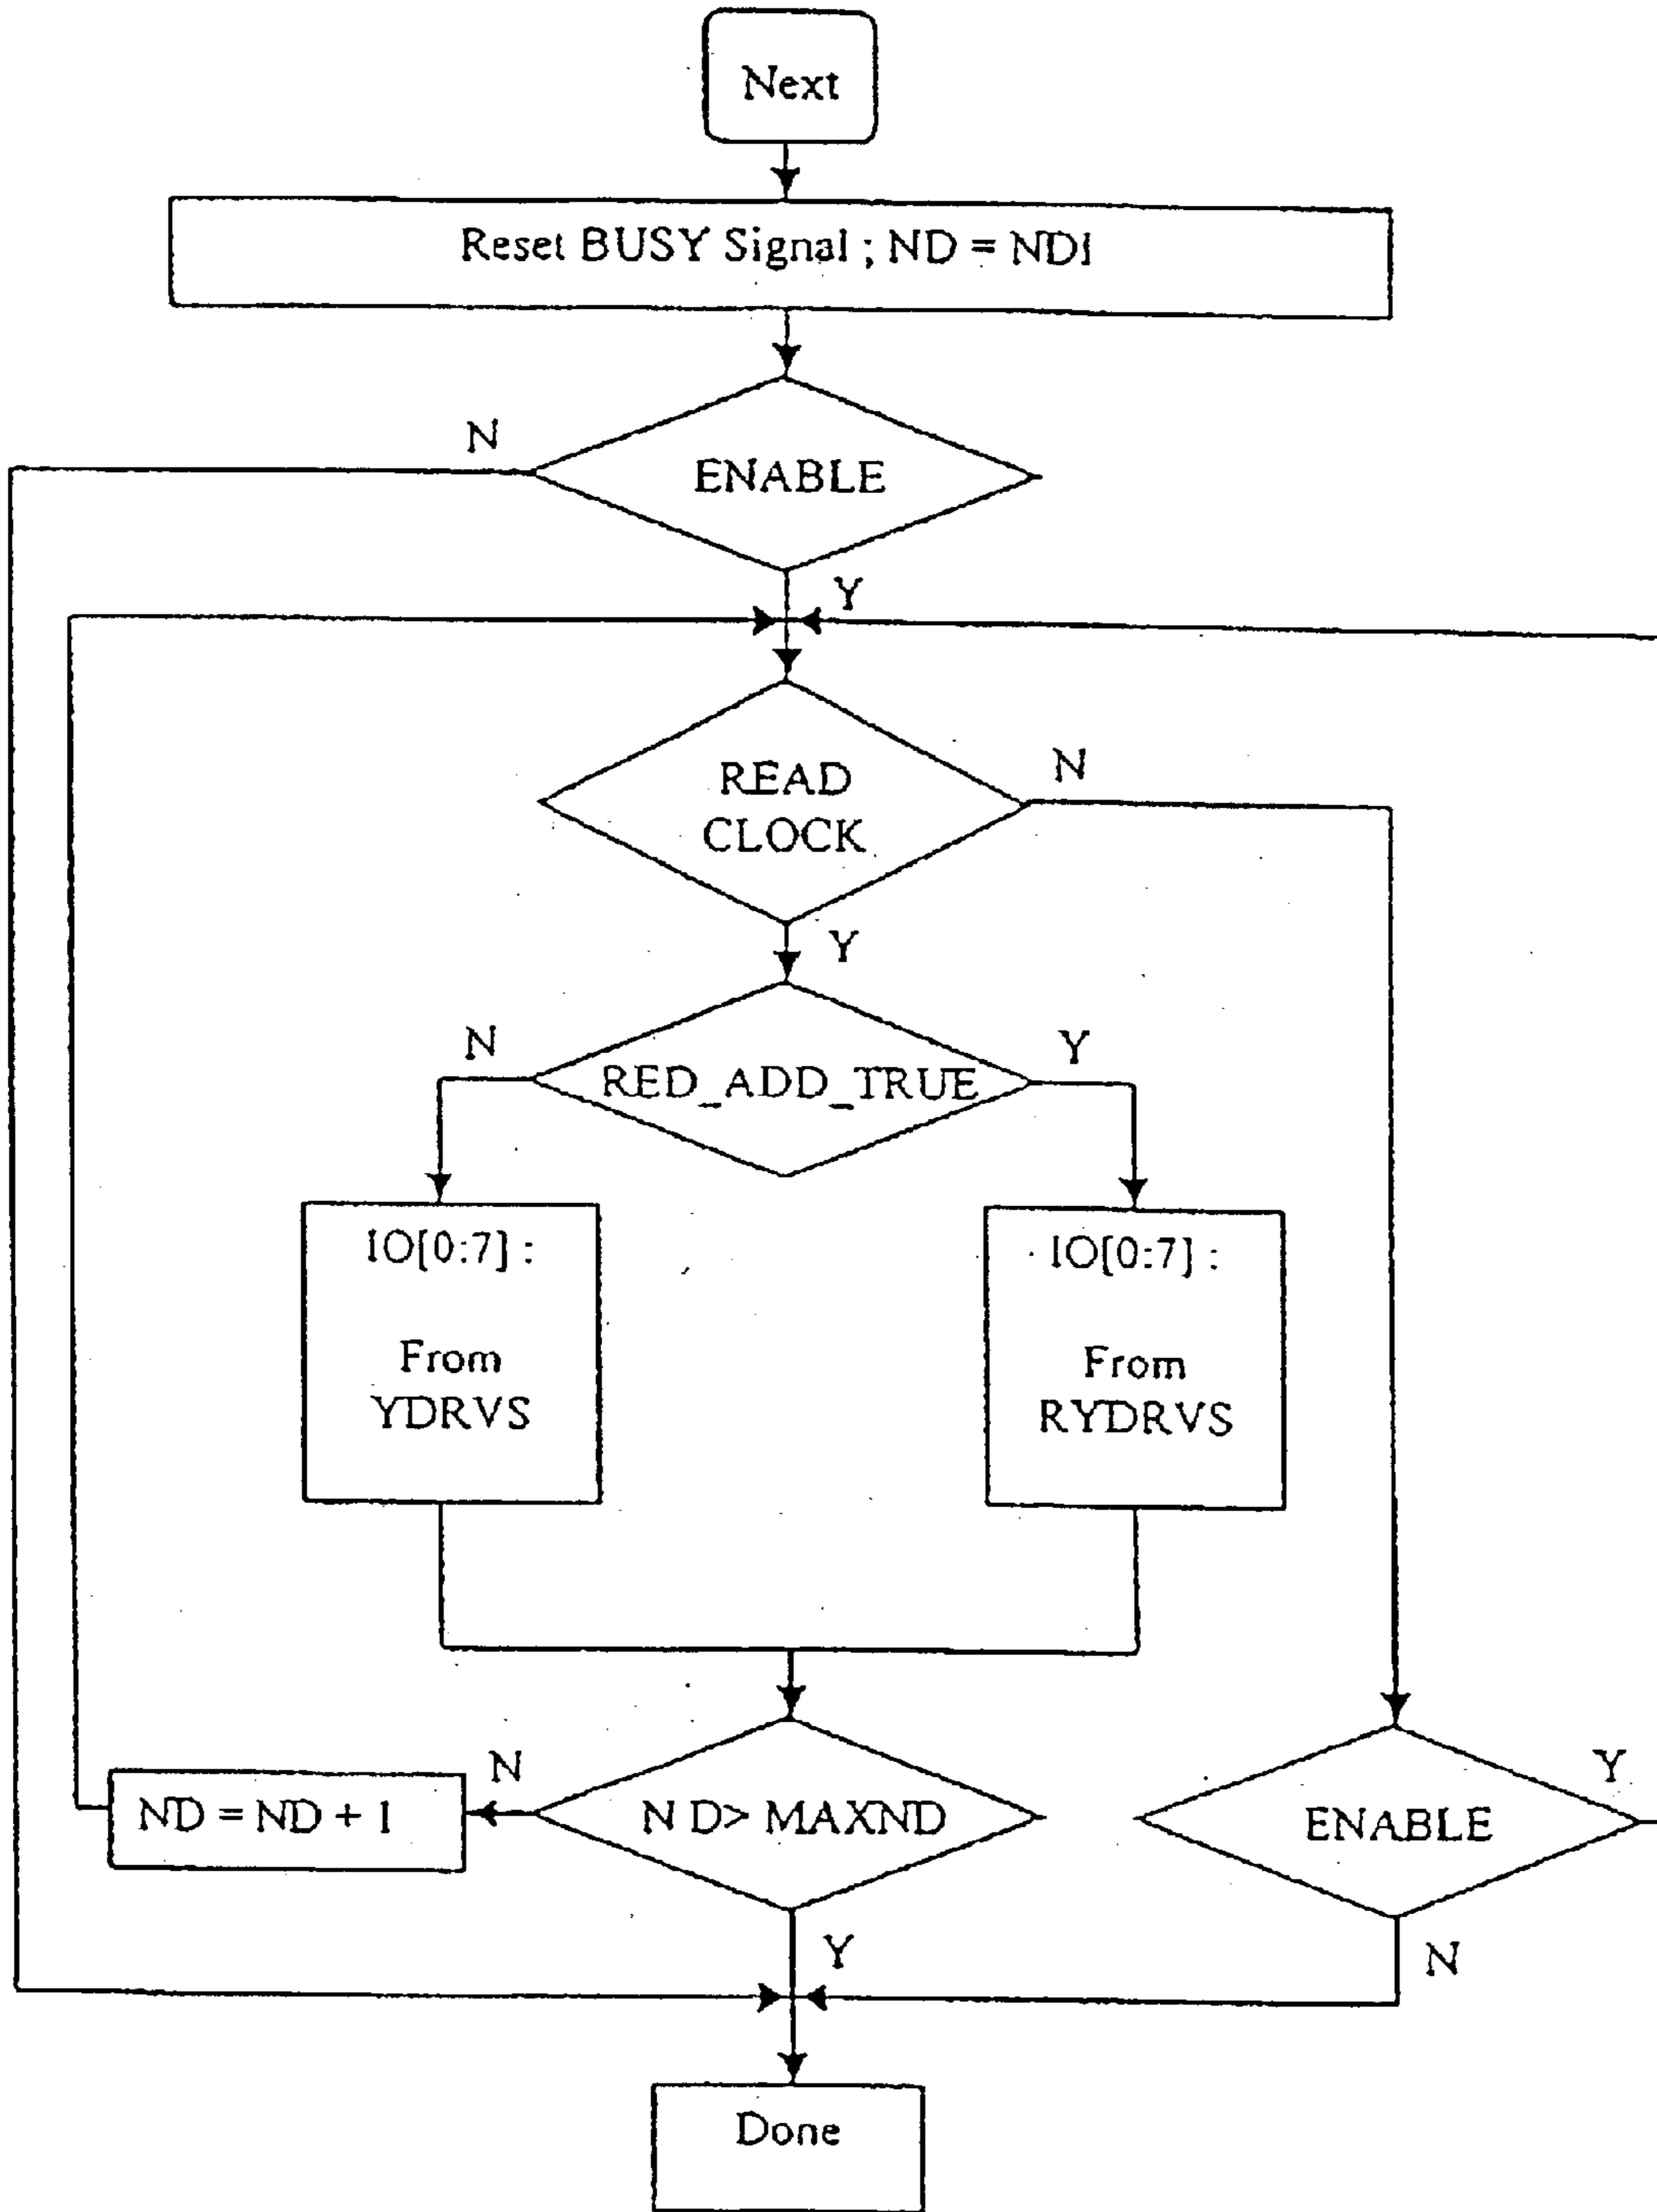 Next
Reset BUSY Signal ; ND = NDI
N
ENABLE
Y
READ
CLOCK
N
Y
N
RED_ADD_TRUE
Y
IO[0:7] :
From
YDRVS
IO[0:7] :
From
RYDRVS
ND = ND + 1
N
N D> MAXND
Y
ENABLE
Y
N
Done